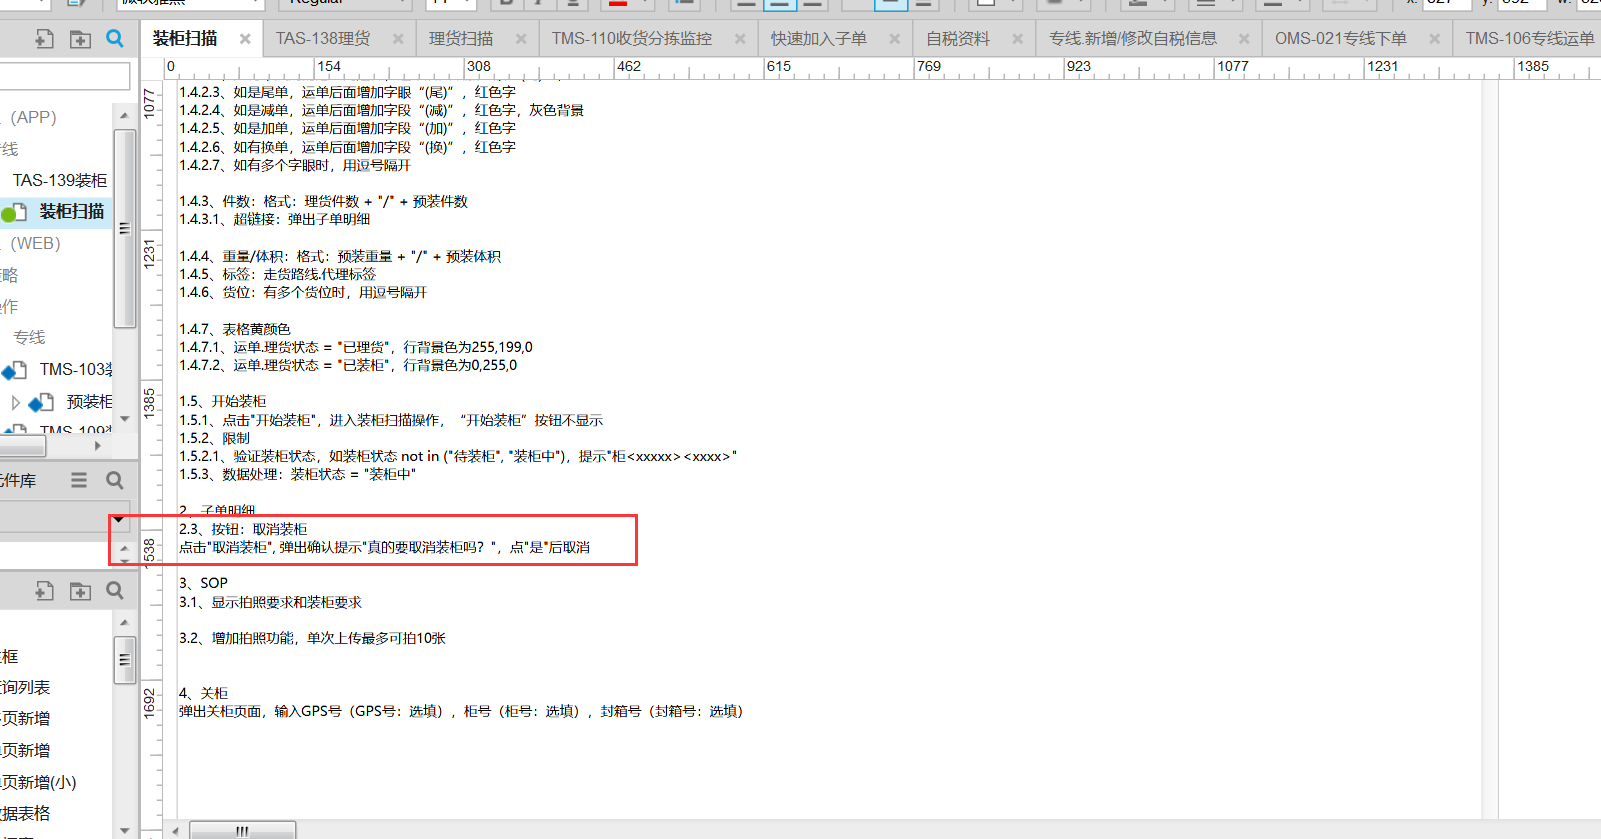 Regular
装柜扫描
TAS-138理货
理货扫描
TMS-110收货分拣监控
快速加入子单
自税资料
专线.新增/修改自税信息
OMS-021专线下单
TMS-106专线运单
0
154
308
462
615
769
923
1077
1231
1385
1077
1231
1385
1538
1692
(APP)
线
TAS-139装柜
装柜扫描
(WEB)
略
作
专线
TMS-103装
预装柜
TMS-109装
元件库
框
询列表
页新增
页新增
页新增(小)
据表格
1.4.2.3、如是尾单，运单后面增加字眼“(尾)”，红色字
1.4.2.4、如是减单，运单后面增加字段“(减)”，红色字，灰色背景
1.4.2.5、如是加单，运单后面增加字段“(加)”，红色字
1.4.2.6、如有换单，运单后面增加字段“(换)”，红色字
1.4.2.7、如有多个字眼时，用逗号隔开
1.4.3、件数：格式：理货件数 + "/" + 预装件数
1.4.3.1、超链接：弹出子单明细
1.4.4、重量/体积：格式：预装重量 + "/" + 预装体积
1.4.5、标签：走货路线.代理标签
1.4.6、货位：有多个货位时，用逗号隔开
1.4.7、表格黄颜色
1.4.7.1、运单.理货状态 = "已理货"，行背景色为255,199,0
1.4.7.2、运单.理货状态 = "已装柜"，行背景色为0,255,0
1.5、开始装柜
1.5.1、点击"开始装柜"，进入装柜扫描操作，“开始装柜”按钮不显示
1.5.2、限制
1.5.2.1、验证装柜状态，如装柜状态 not in ("待装柜", "装柜中")，提示"柜<xxxxx><xxxx>"
1.5.3、数据处理：装柜状态 = "装柜中"
2、子单明细
2.3、按钮：取消装柜
点击"取消装柜", 弹出确认提示"真的要取消装柜吗？"，点"是"后取消
3、SOP
3.1、显示拍照要求和装柜要求
3.2、增加拍照功能，单次上传最多可拍10张
4、关柜
弹出关柜页面，输入GPS号（GPS号：选填），柜号（柜号：选填），封箱号（封箱号：选填）